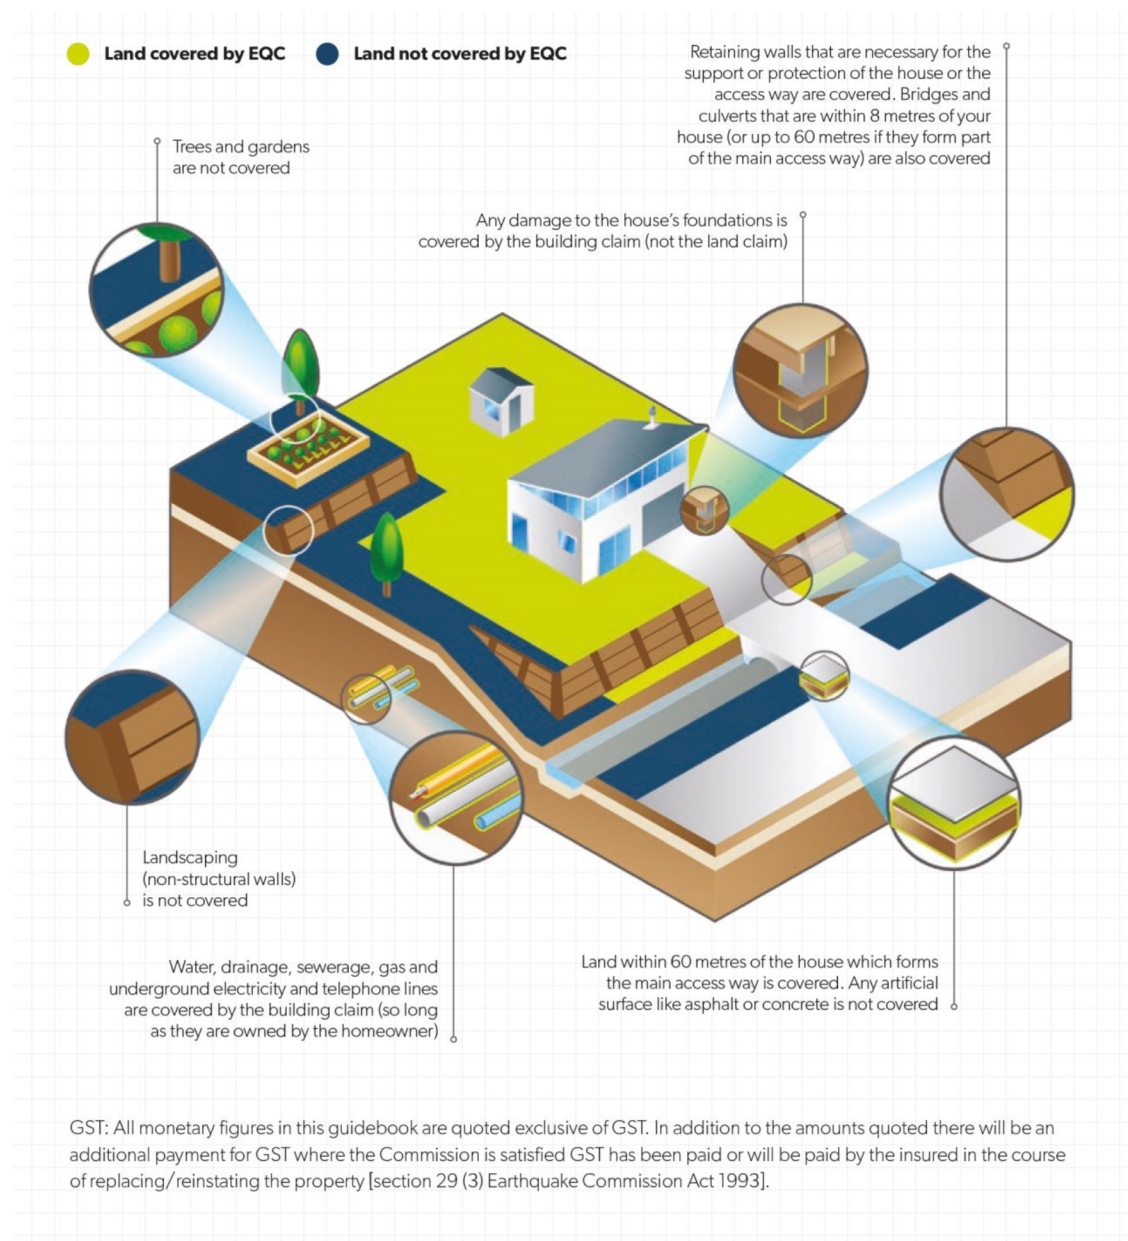 Land covered by EQC
Land not covered by EQC
Retaining walls that are necessary for the
support or protection of the house or the
access way are covered. Bridges and
culverts that are within 8 metres of your
house (or up to 60 metres if they form part
of the main access way) are also covered
Trees and gardens
are not covered
Any damage to the house's foundations is
covered by the building claim (not the land claim)
Landscaping
(non-structural walls)
is not covered
Water, drainage, sewerage, gas and
underground electricity and telephone lines
are covered by the building claim (so long
as they are owned by the homeowner)
Land within 60 metres of the house which forms
the main access way is covered. Any artificial
surface like asphalt or concrete is not covered
GST: All monetary figures in this guidebook are quoted exclusive of GST. In addition to the amounts quoted there will be an
additional payment for GST where the Commission is satisfied GST has been paid or will be paid by the insured in the course
of replacing/reinstating the property [section 29 (3) Earthquake Commission Act 1993].